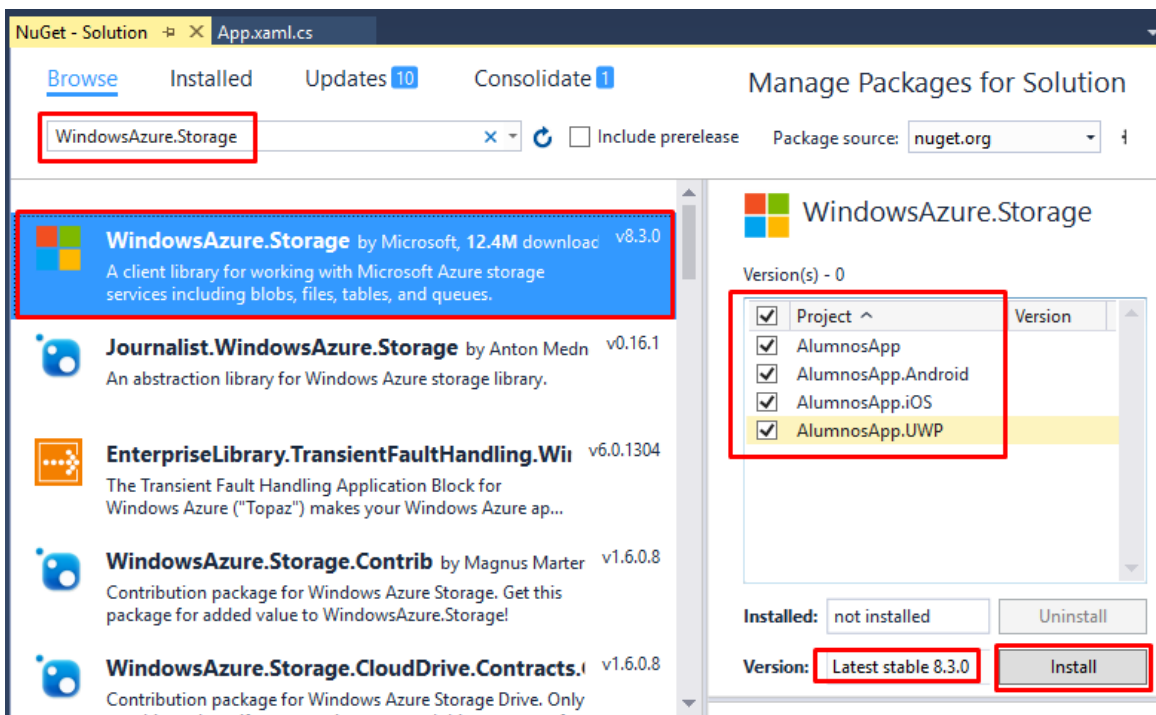 NuGet - Solution
App.xaml.cs
Browse Installed Updates 10 Consolidate 1
Manage Packages for Solution
WindowsAzure.Storage
Include prerelease
Package source: nuget.org
WindowsAzure.Storage by Microsoft, 12.4M download v8.3.0
A client library for working with Microsoft Azure storage
services including blobs, files, tables, and queues.
Journalist.WindowsAzure.Storage by Anton Medn v0.16.1
An abstraction library for Windows Azure storage library.
EnterpriseLibrary.TransientFaultHandling.Wi v6.0.1304
The Transient Fault Handling Application Block for
Windows Azure ("Topaz") makes your Windows Azure ap...
WindowsAzure.Storage.Contrib by Magnus Marter v1.6.0.8
Contribution package for Windows Azure Storage. Get this
package for added value to WindowsAzure.Storage!
WindowsAzure.Storage.CloudDrive.Contracts. v1.6.0.8
Contribution package for Windows Azure Storage Drive. Only
WindowsAzure.Storage
Version(s) - 0
Project Version
AlumnosApp
AlumnosApp.Android
AlumnosApp.iOS
AlumnosApp.UWP
Installed: not installed Uninstall
Version: Latest stable 8.3.0 Install